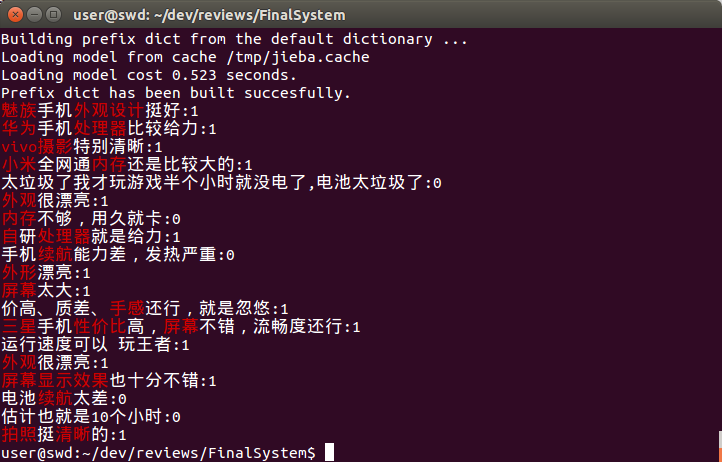 user@swd: ~/dev/reviews/FinalSystem
Building prefix dict from the default dictionary ...
Loading model from cache /tmp/jieba.cache
Loading model cost 0.523 seconds.
Prefix dict has been built succesfully.
魅族手机外观设计挺好:1
华为手机处理器比较给力:1
vivo摄影特别清晰:1
小米全网通内存还是比较大的:1
太垃圾了我才玩游戏半个小时就没电了,电池太垃圾了:0
外观很漂亮:1
内存不够，用久就卡:0
自研处理器就是给力:1
手机续航能力差，发热严重:0
外形漂亮:1
屏幕太大:1
价高、质差、手感还行，就是忽悠:1
三星手机性价比高，屏幕不错，流畅度还行:1
运行速度可以 玩王者:1
外观很漂亮:1
屏幕显示效果也十分不错:1
电池续航太差:0
估计也就是10个小时:0
拍照挺清晰的:1
user@swd:~/dev/reviews/FinalSystem$